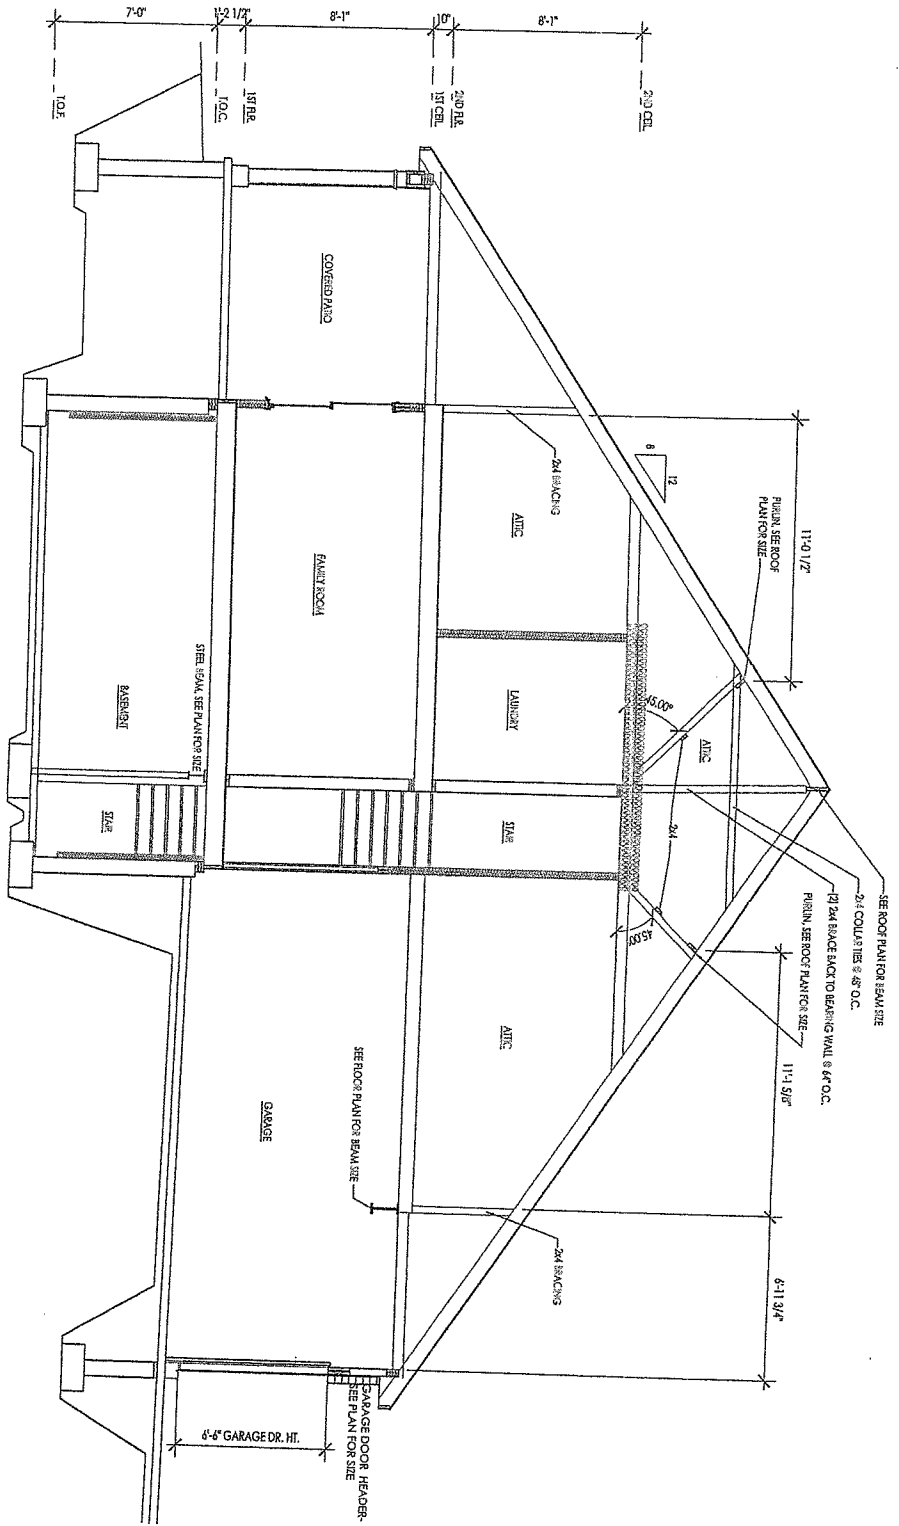 7'-0"
1'-2 1/2"
8'-1"
10"
8'-1"
T.O.F.
T.O.C.
1ST FLR
1ST CEIL
2ND FLR
2ND CEIL
COVERED PATIO
2x4 BRACING
ATTIC
8
12
PURLIN, SEE ROOF
PLAN FOR SIZE
11'-0 1/2"
FAMILY ROOM
LAUNDRY
45.00°
ATTIC
BASEMENT
STEEL BEAM, SEE PLAN FOR SIZE
STAIR
STAIR
2x4
45.00°
SEE ROOF PLAN FOR BEAM SIZE
2x4 COLLAR TIES @ 48" O.C.
(2) 2x4 BRACE BACK TO BEARING WALL @ 64" O.C.
PURLIN, SEE ROOF PLAN FOR SIZE
11'-1 5/8"
ATTIC
GARAGE
SEE FLOOR PLAN FOR BEAM SIZE
2x4 BRACING
6'-11 3/4"
6'-6" GARAGE DR. HT.
GARAGE DOOR HEADER-
SEE PLAN FOR SIZE